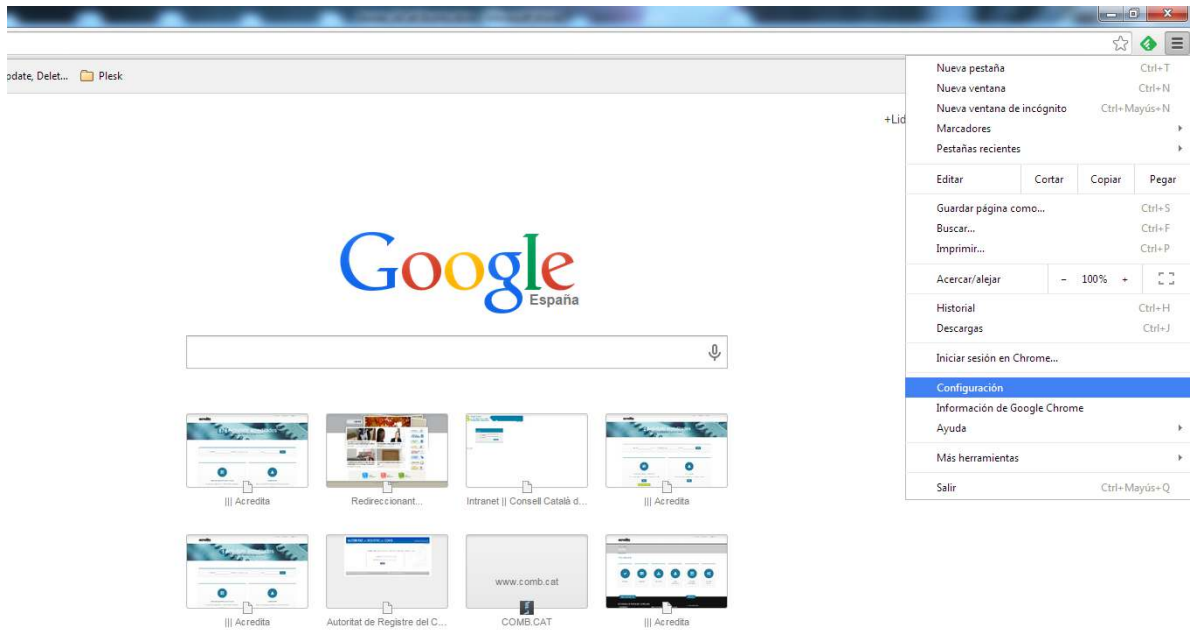 pdate, Delet... Plesk
+Lid
Nueva pestaña Ctrl+T
Nueva ventana Ctrl+N
Nueva ventana de incógnito Ctrl+Mayús+N
Marcadores
Pestañas recientes
Editar Cortar Copiar Pegar
Guardar página como... Ctrl+S
Buscar... Ctrl+F
Imprimir... Ctrl+P
Acercar/alejar - 100% +
Historial Ctrl+H
Descargas Ctrl+J
Iniciar sesión en Chrome...
Configuración
Información de Google Chrome
Ayuda
Más herramientas
Salir Ctrl+Mayús+Q
Google
España
||| Acredita Redireccionant... Intranet || Consell Català d... ||| Acredita
www.comb.cat
||| Acredita Autoritat de Registre del C... COMB.CAT ||| Acredita